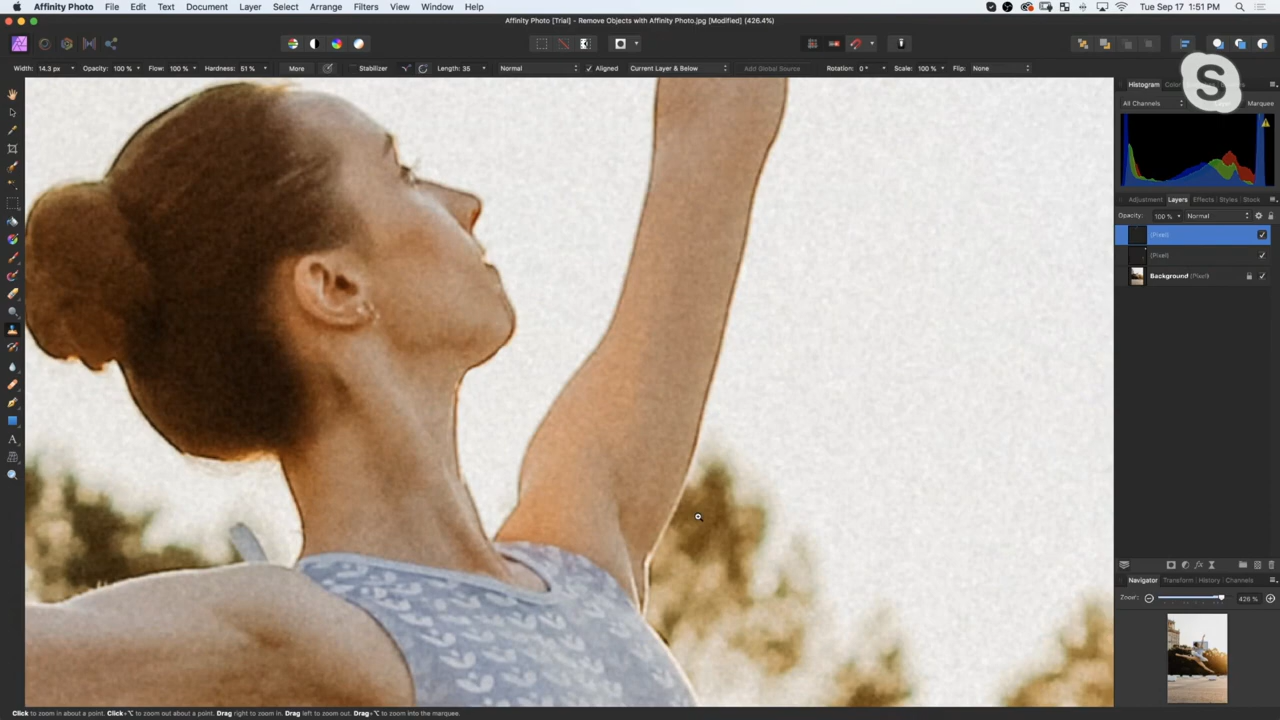 Affinity Photo File Edit Text Document Layer Select Arrange Filters View Window Help Tue Sep 17 1:51 PM
Affinity Photo [Trial] - Remove Objects with Affinity Photo.jpg [Modified] (426.4%)
Width: 14.3 px Opacity: 100 % Flow: 100 % Hardness: 51 % More Stabilizer Length: 35 Normal Aligned Current Layer & Below Add Global Source Rotation: 0 ° Scale: 100 % Flip: None
Histogram
All Channels Marquee
Adjustment Layers Effects Styles Stock
Opacity: 100 % Normal
(Pixel)
(Pixel)
Background (Pixel)
Navigator Transform History Channels
Zoom: 426 %
Click to zoom in about a point. Click+⌥ to zoom out about a point. Drag right to zoom in. Drag left to zoom out. Drag+⌥ to zoom into the marquee.